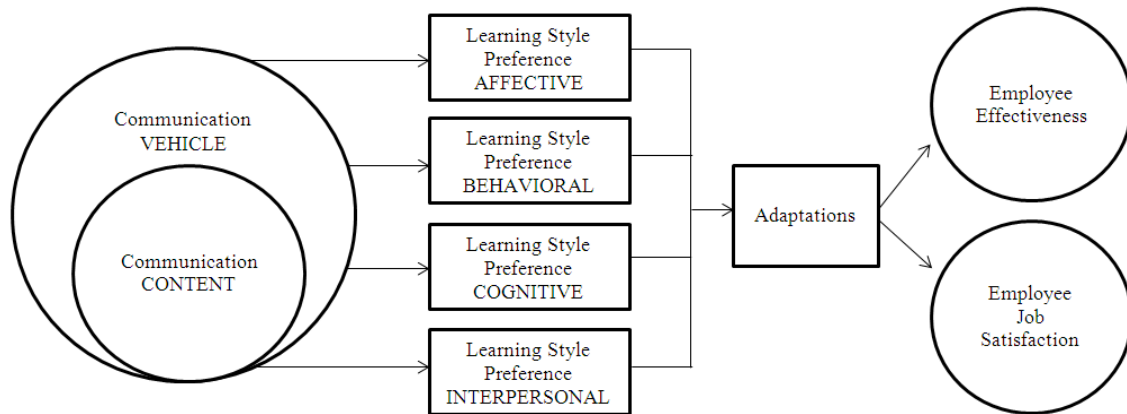 Communication
VEHICLE
Communication
CONTENT
Learning Style
Preference
AFFECTIVE
Learning Style
Preference
BEHAVIORAL
Learning Style
Preference
COGNITIVE
Learning Style
Preference
INTERPERSONAL
Adaptations
Employee
Effectiveness
Employee
Job
Satisfaction